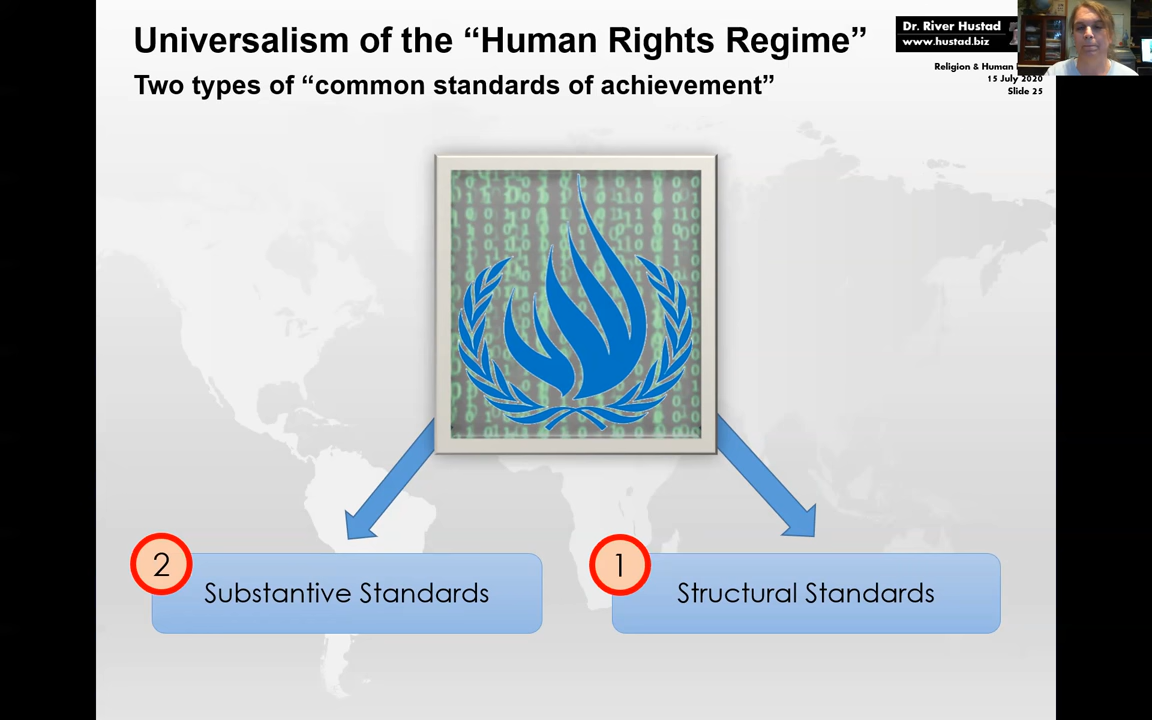 Universalism of the “Human Rights Regime”
Two types of “common standards of achievement”
Dr. River Hustad
www.hustad.biz
Religion & Human
15 July 2020
Slide 25
2
Substantive Standards
1
Structural Standards